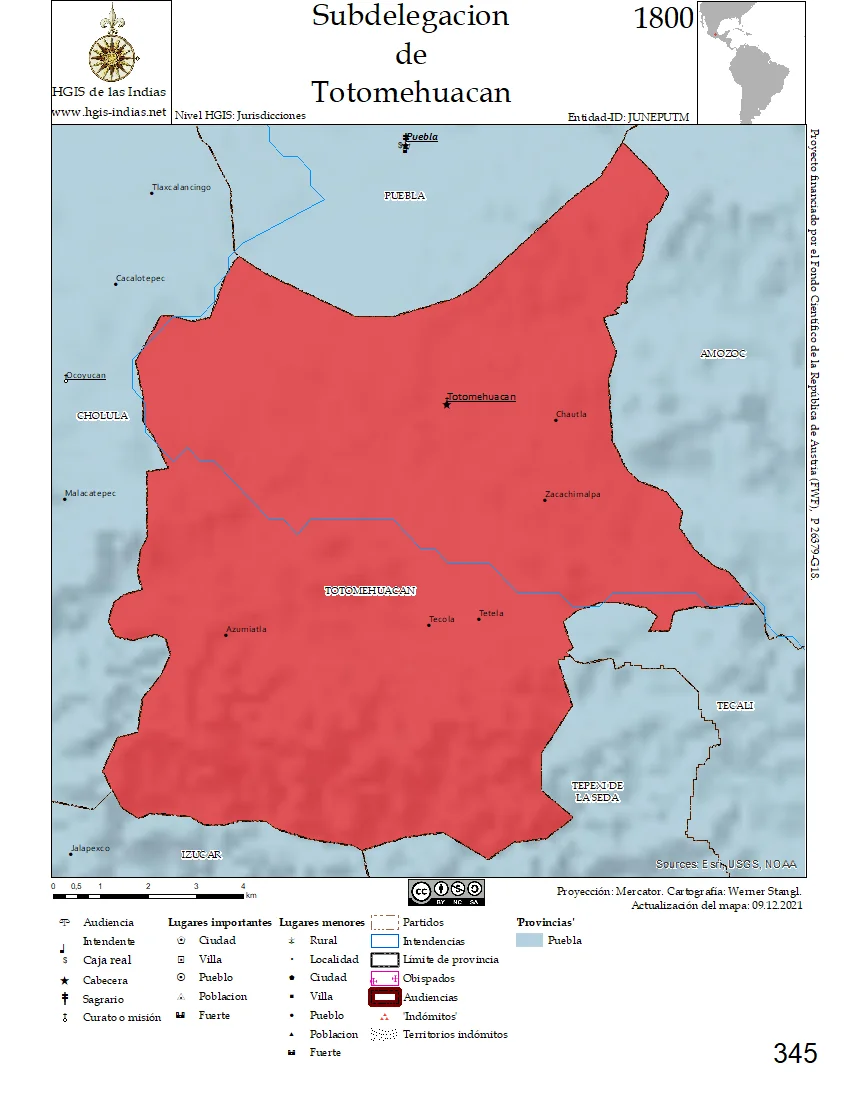 Subdelegacion
de
Totomehuacan
1800
HGIS de las Indias
www.hgis-indias.net
Nivel HGIS: Jurisdicciones
Entidad-ID: JUNEPUTM
Proyecto financiado por el Fondo Científico de la República de Austria (FWF), P 26379-G18.
Puebla
S
Tlaxcalancingo
PUEBLA
Cacalotepec
AMOZOC
Ocoyucan
Totomehuacan
CHOLULA
Chautla
Malacatepec
Zacachimalpa
TOTOMEHUACAN
Tetela
Tecola
Azumiatla
TECALI
TEPEXI DE
LA SEDA
Jalapexco
IZUCAR
Sources: Esri, USGS, NOAA
0 0,5 1 2 3 4
km
CC BY NC SA
Proyección: Mercator. Cartografía: Werner Stangl.
Actualización del mapa: 09.12.2021
Audiencia
Intendente
S Caja real
Cabecera
Sagrario
Curato o misión
Lugares importantes
Ciudad
Villa
Pueblo
Poblacion
Fuerte
Lugares menores
Rural
Localidad
Ciudad
Villa
Pueblo
Poblacion
Fuerte
Partidos
Intendencias
Límite de provincia
Obispados
Audiencias
'Indómitos'
Territorios indómitos
'Provincias'
Puebla
345